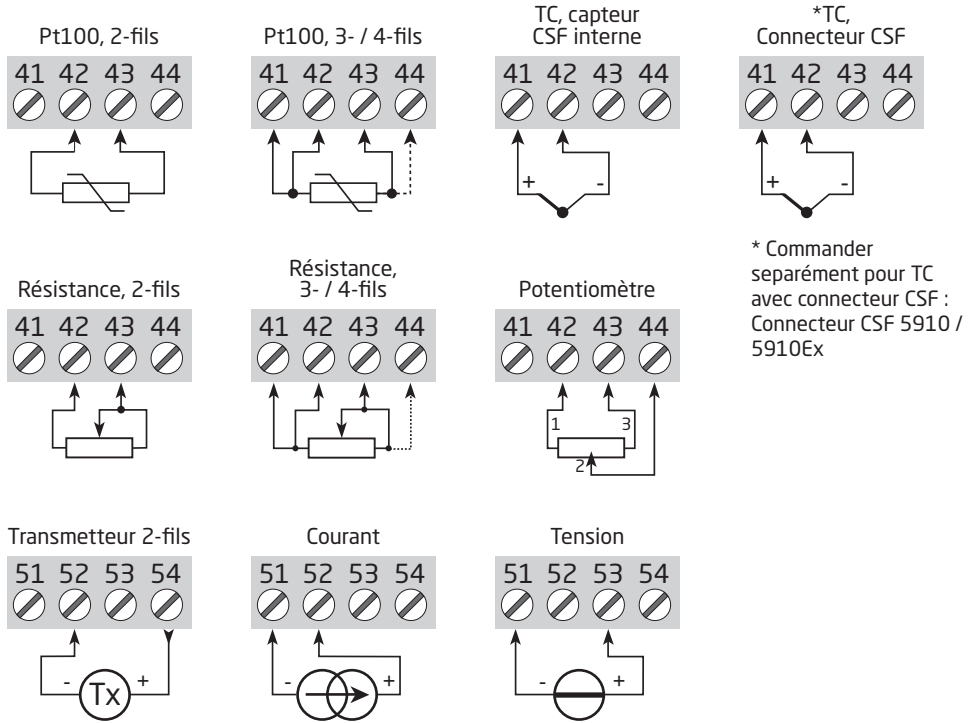 Pt100, 2-fils
41 42 43 44
Pt100, 3- / 4-fils
41 42 43 44
TC, capteur
CSF interne
41 42 43 44
+ -
*TC,
Connecteur CSF
41 42 43 44
+ -
Résistance, 2-fils
41 42 43 44
Résistance,
3- / 4-fils
41 42 43 44
Potentiomètre
41 42 43 44
1 3
2
* Commander
separément pour TC
avec connecteur CSF :
Connecteur CSF 5910 /
5910Ex
Transmetteur 2-fils
51 52 53 54
- Tx +
Courant
51 52 53 54
- +
Tension
51 52 53 54
- +